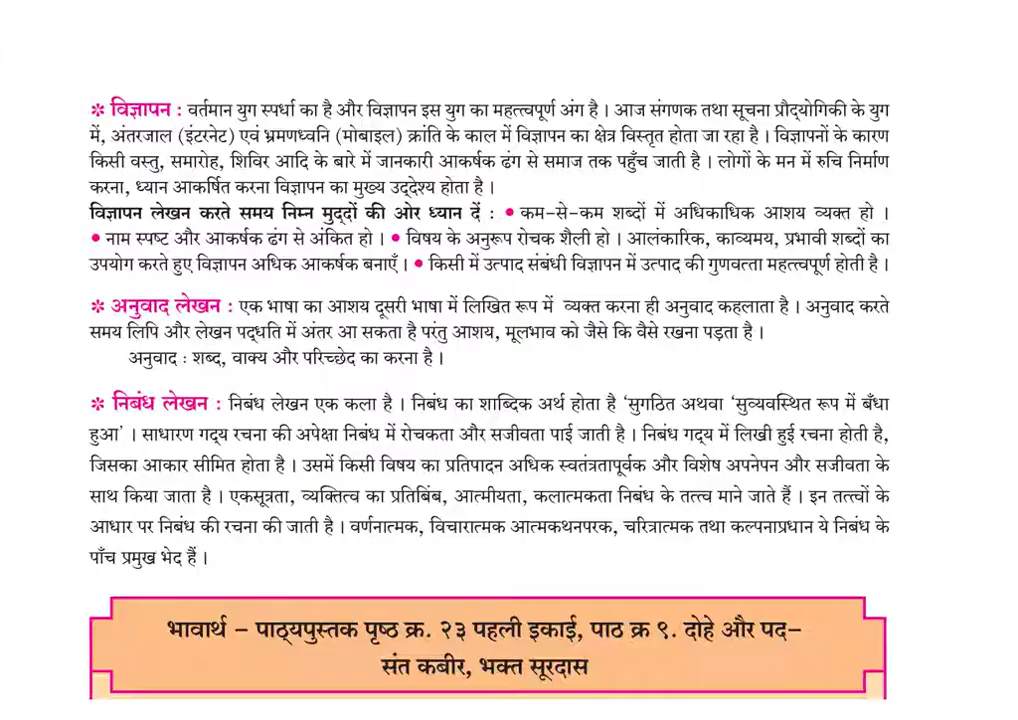 * विज्ञापन : वर्तमान युग स्पर्धा का है और विज्ञापन इस युग का महत्त्वपूर्ण अंग है । आज संगणक तथा सूचना प्रौद्योगिकी के युग
में, अंतरजाल (इंटरनेट) एवं भ्रमणध्वनि (मोबाइल) क्रांति के काल में विज्ञापन का क्षेत्र विस्तृत होता जा रहा है । विज्ञापनों के कारण
किसी वस्तु, समारोह, शिविर आदि के बारे में जानकारी आकर्षक ढंग से समाज तक पहुँच जाती है । लोगों के मन में रुचि निर्माण
करना, ध्यान आकर्षित करना विज्ञापन का मुख्य उद्देश्य होता है ।
विज्ञापन लेखन करते समय निम्न मुद्दों की ओर ध्यान दें : • कम-से-कम शब्दों में अधिकाधिक आशय व्यक्त हो ।
• नाम स्पष्ट और आकर्षक ढंग से अंकित हो । • विषय के अनुरूप रोचक शैली हो । आलंकारिक, काव्यमय, प्रभावी शब्दों का
उपयोग करते हुए विज्ञापन अधिक आकर्षक बनाएँ । • किसी में उत्पाद संबंधी विज्ञापन में उत्पाद की गुणवत्ता महत्त्वपूर्ण होती है ।
* अनुवाद लेखन : एक भाषा का आशय दूसरी भाषा में लिखित रूप में व्यक्त करना ही अनुवाद कहलाता है । अनुवाद करते
समय लिपि और लेखन पद्धति में अंतर आ सकता है परंतु आशय, मूलभाव को जैसे कि वैसे रखना पड़ता है ।
अनुवाद : शब्द, वाक्य और परिच्छेद का करना है ।
* निबंध लेखन : निबंध लेखन एक कला है । निबंध का शाब्दिक अर्थ होता है ‘सुगठित अथवा ‘सुव्यवस्थित रूप में बँधा
हुआ’ । साधारण गद्य रचना की अपेक्षा निबंध में रोचकता और सजीवता पाई जाती है । निबंध गद्य में लिखी हुई रचना होती है,
जिसका आकार सीमित होता है । उसमें किसी विषय का प्रतिपादन अधिक स्वतंत्रतापूर्वक और विशेष अपनेपन और सजीवता के
साथ किया जाता है । एकसूत्रता, व्यक्तित्व का प्रतिबिंब, आत्मीयता, कलात्मकता निबंध के तत्त्व माने जाते हैं । इन तत्त्वों के
आधार पर निबंध की रचना की जाती है । वर्णनात्मक, विचारात्मक आत्मकथनपरक, चरित्रात्मक तथा कल्पनाप्रधान ये निबंध के
पाँच प्रमुख भेद हैं ।
भावार्थ – पाठ्यपुस्तक पृष्ठ क्र. २३ पहली इकाई, पाठ क्र ९. दोहे और पद–
संत कबीर, भक्त सूरदास